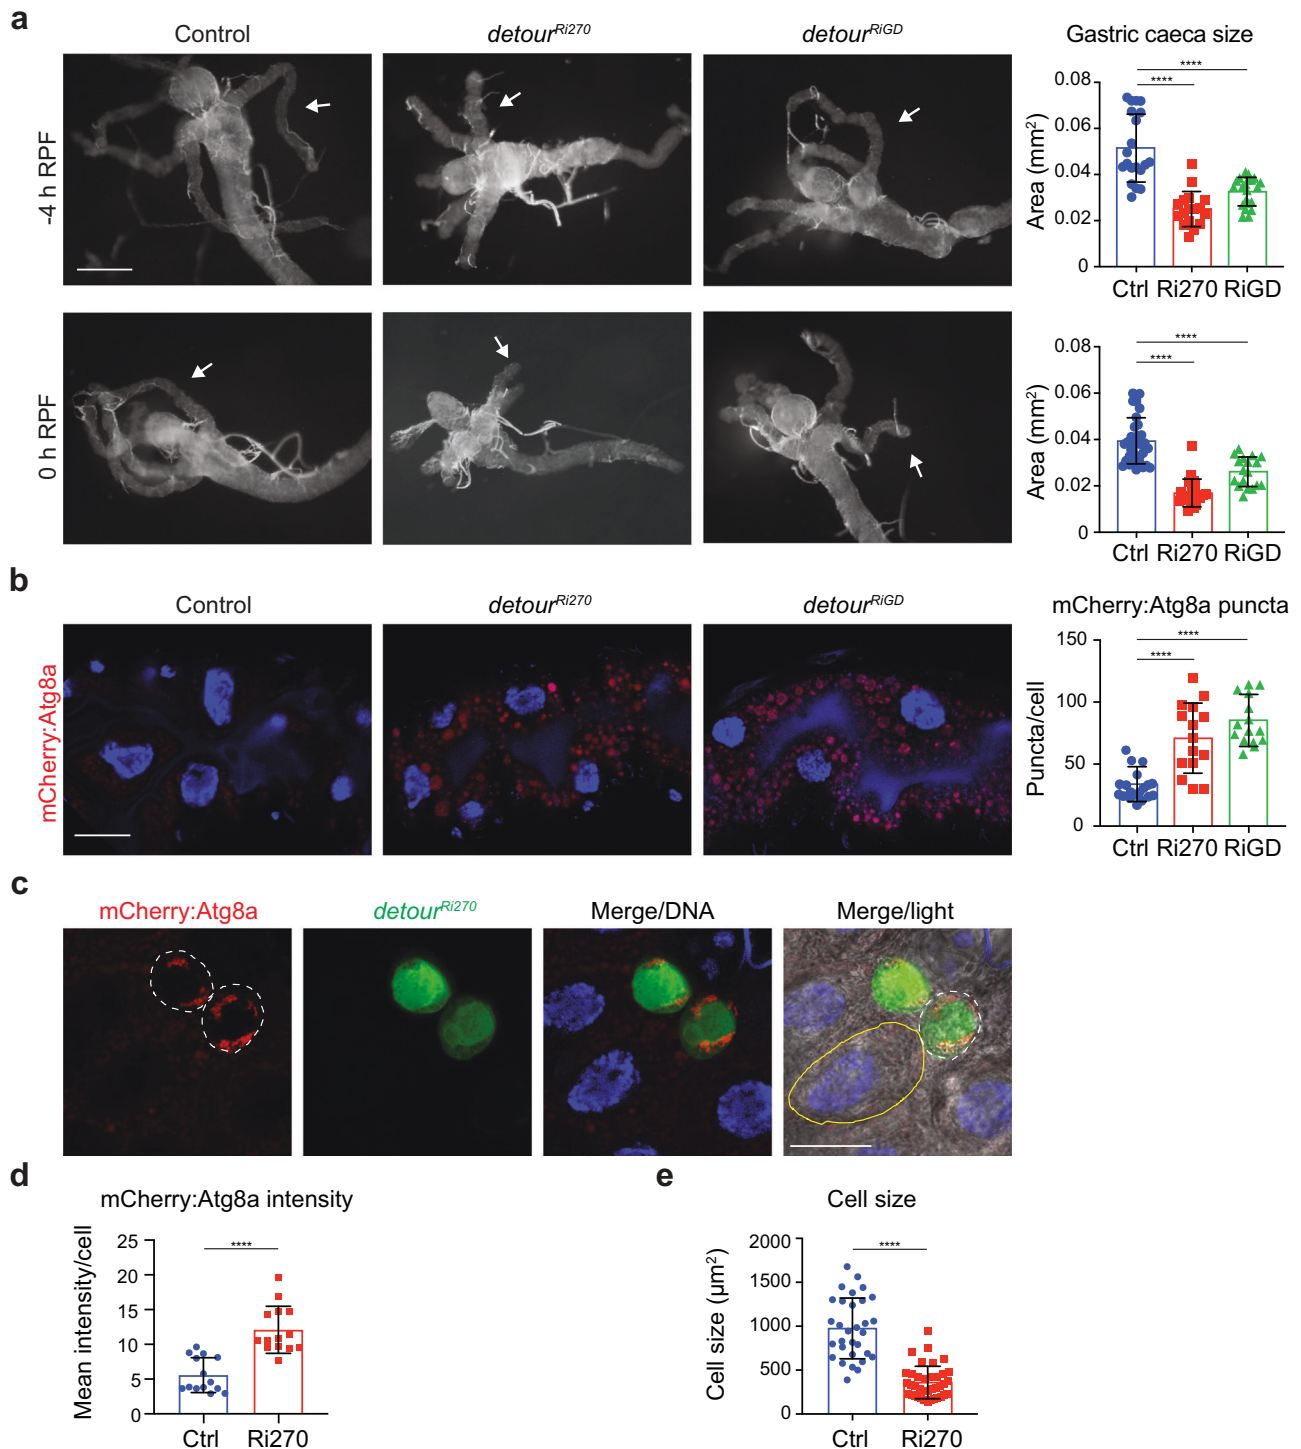 a
Control
detourRi270
detourRiGD
Gastric caeca size
-4 h RPF
0.08
0.06
0.04
0.02
0
Area (mm2)
****
****
Ctrl Ri270 RiGD
0 h RPF
0.08
0.06
0.04
0.02
0
Area (mm2)
****
****
Ctrl Ri270 RiGD
b
Control
detourRi270
detourRiGD
mCherry:Atg8a puncta
mCherry:Atg8a
150
100
50
0
Puncta/cell
****
****
Ctrl Ri270 RiGD
c
mCherry:Atg8a
detourRi270
Merge/DNA
Merge/light
d
mCherry:Atg8a intensity
25
20
15
10
5
0
Mean intensity/cell
****
Ctrl Ri270
e
Cell size
2000
1500
1000
500
0
Cell size (µm2)
****
Ctrl Ri270